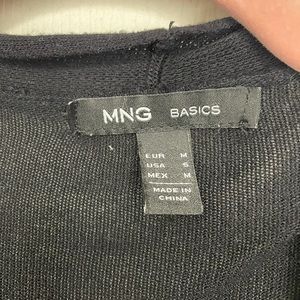 MNG BASICS
EUR M
USA S
MEX M
MADE IN
CHINA